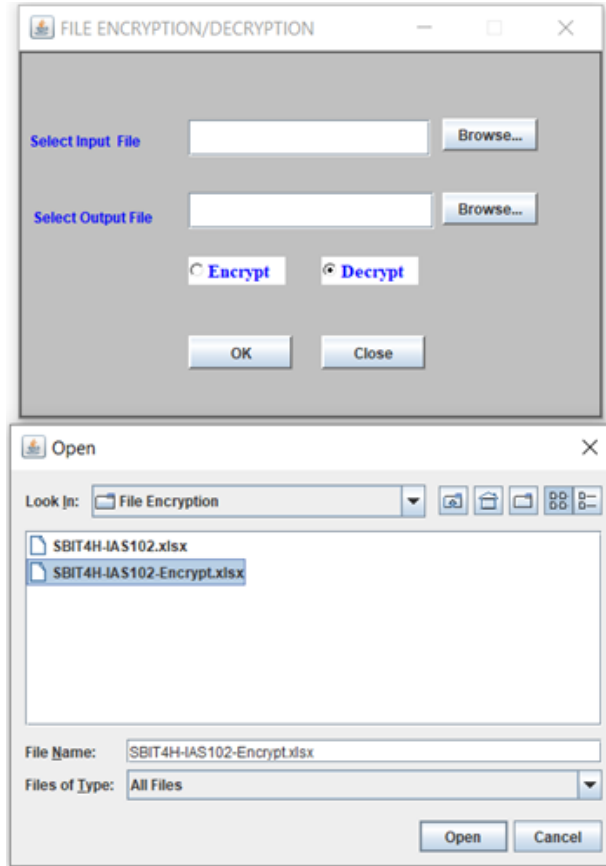 FILE ENCRYPTION/DECRYPTION
Select Input File
Browse...
Select Output File
Browse...
Encrypt Decrypt
OK Close
Open
Look In: File Encryption
SBIT4H-IAS102.xlsx
SBIT4H-IAS102-Encrypt.xlsx
File Name: SBIT4H-IAS102-Encrypt.xlsx
Files of Type: All Files
Open Cancel